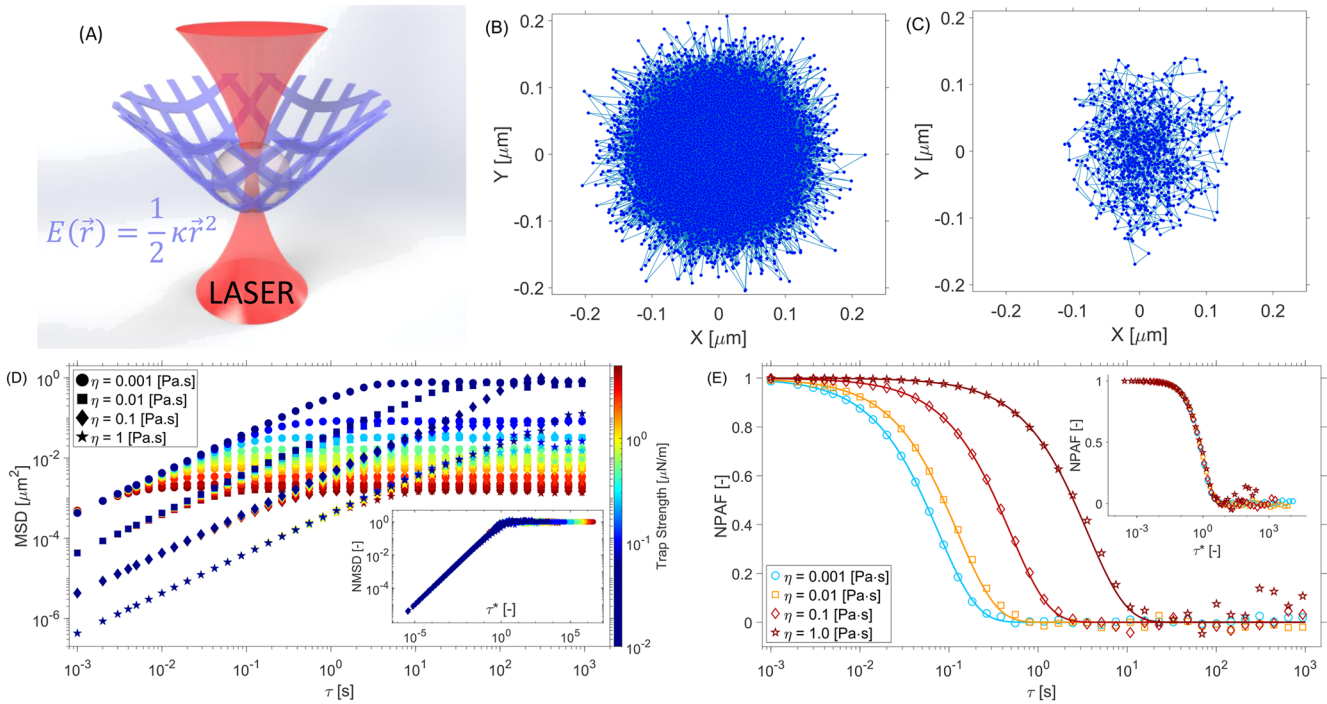 (A)
E(r⃗) = 1/2 κr⃗²
LASER
(B)
Y [μm]
0.2
0.1
0
-0.1
-0.2
-0.2 -0.1 0 0.1 0.2
X [μm]
(C)
Y [μm]
0.2
0.1
0
-0.1
-0.2
-0.2 -0.1 0 0.1 0.2
X [μm]
(D)
MSD [μm²]
10⁰
10⁻²
10⁻⁴
10⁻⁶
η = 0.001 [Pa.s]
η = 0.01 [Pa.s]
η = 0.1 [Pa.s]
η = 1 [Pa.s]
NMSD [-]
10⁰
10⁻²
10⁻⁴
10⁻⁵ 10⁰ 10⁵
τ* [-]
10⁻³ 10⁻² 10⁻¹ 10⁰ 10¹ 10² 10³
τ [s]
10⁰
10⁻¹
10⁻²
Trap Strength [μN/m]
(E)
NPAF [-]
1
0.8
0.6
0.4
0.2
0
η = 0.001 [Pa·s]
η = 0.01 [Pa·s]
η = 0.1 [Pa·s]
η = 1.0 [Pa·s]
NPAF [-]
1
0.5
0
10⁻³ 10⁰ 10³
τ* [-]
10⁻³ 10⁻² 10⁻¹ 10⁰ 10¹ 10² 10³
τ [s]